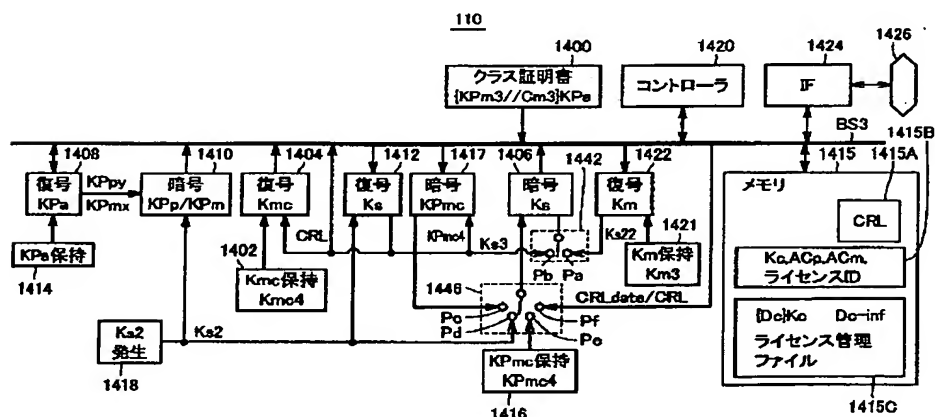 110
1400
クラス証明書
{KPm3//Cm3}KPa
1420
コントローラ
1424
IF
1426
BS3
1415B
1415A
1415
1408
復号
KPa
KPpy
KPmx
1410
暗号
KPp/KPm
1404
復号
Kmc
1412
復号
Ks
1417
暗号
KPmc
1406
暗号
Ks
1442
1422
復号
Km
メモリ
CRL
Kc,ACp,ACm,
ライセンスID
{Dc}Kc Dc-inf
ライセンス管理
ファイル
1415C
KPa保持
1414
1402
Kmc保持
Kmc4
CRL
KPmc4
Ks3
Pb
Pa
Ks22
1421
Km保持
Km3
1446
CRLdate/CRL
Pc
Pd
Pf
Pe
Ks2
発生
1418
Ks2
KPmc保持
KPmc4
1416